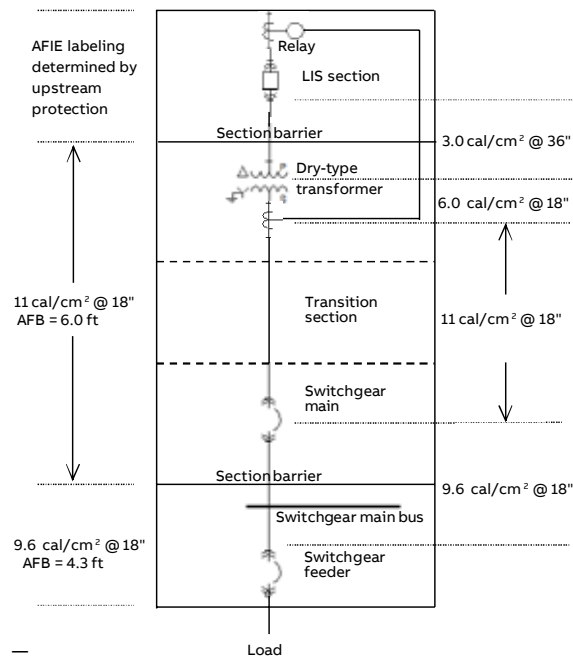 AFIE labeling
determined by
upstream
protection
Relay
LIS section
Section barrier
3.0 cal/cm² @ 36"
Dry-type
transformer
6.0 cal/cm² @ 18"
11 cal/cm² @ 18"
AFB = 6.0 ft
Transition
section
11 cal/cm² @ 18"
Switchgear
main
Section barrier
9.6 cal/cm² @ 18"
Switchgear main bus
9.6 cal/cm² @ 18"
AFB = 4.3 ft
Switchgear
feeder
Load